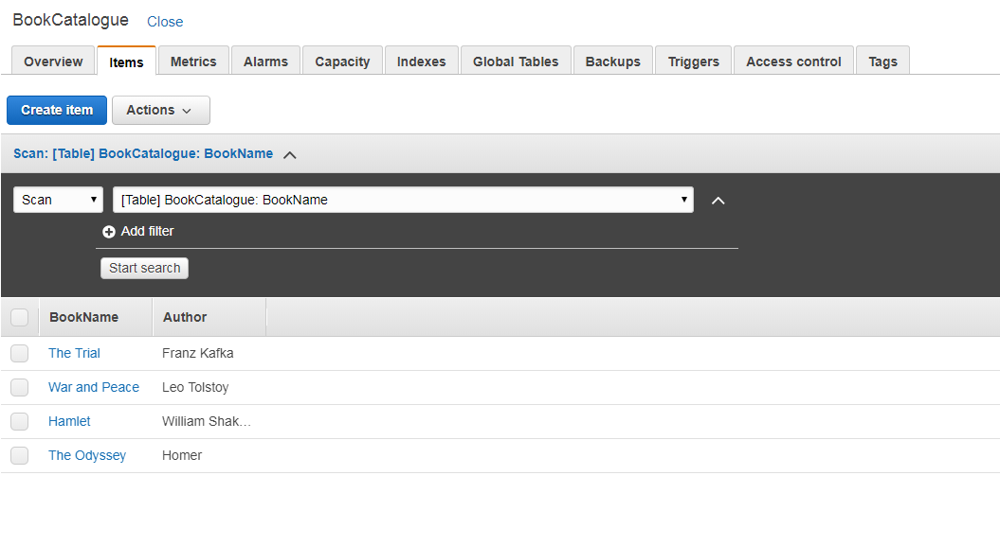 BookCatalogue Close
Overview Items Metrics Alarms Capacity Indexes Global Tables Backups Triggers Access control Tags
Create item Actions
Scan: [Table] BookCatalogue: BookName
Scan [Table] BookCatalogue: BookName
Add filter
Start search
BookName Author
The Trial Franz Kafka
War and Peace Leo Tolstoy
Hamlet William Shak…
The Odyssey Homer